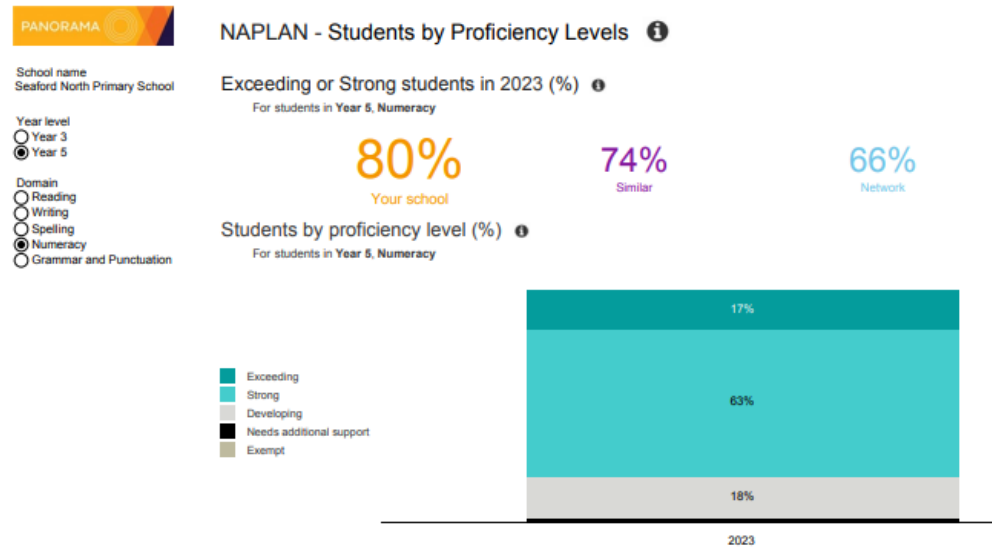 PANORAMA
NAPLAN - Students by Proficiency Levels
School name
Seaford North Primary School
Year level
Year 3
Year 5
Domain
Reading
Writing
Spelling
Numeracy
Grammar and Punctuation
Exceeding or Strong students in 2023 (%)
For students in Year 5, Numeracy
80%
Your school
74%
Similar
66%
Network
Students by proficiency level (%)
For students in Year 5, Numeracy
Exceeding
Strong
Developing
Needs additional support
Exempt
17%
63%
18%
2023